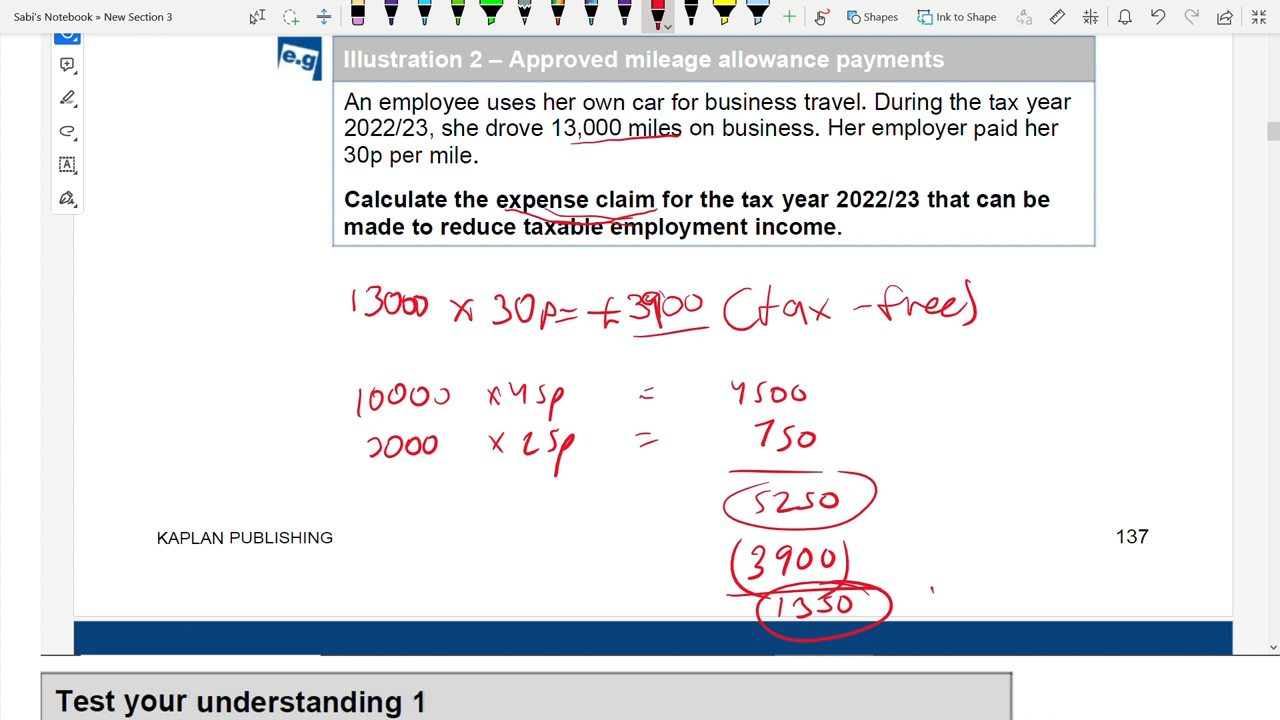 Sabi's Notebook » New Section 3
Shapes
Ink to Shape
e.g
Illustration 2 – Approved mileage allowance payments
An employee uses her own car for business travel. During the tax year
2022/23, she drove 13,000 miles on business. Her employer paid her
30p per mile.
Calculate the expense claim for the tax year 2022/23 that can be
made to reduce taxable employment income.
13000 x 30p = £3900 (tax-free)
10000 x 45p = 4500
3000 x 25p = 750
5250
(3900)
1350
KAPLAN PUBLISHING
137
Test your understanding 1